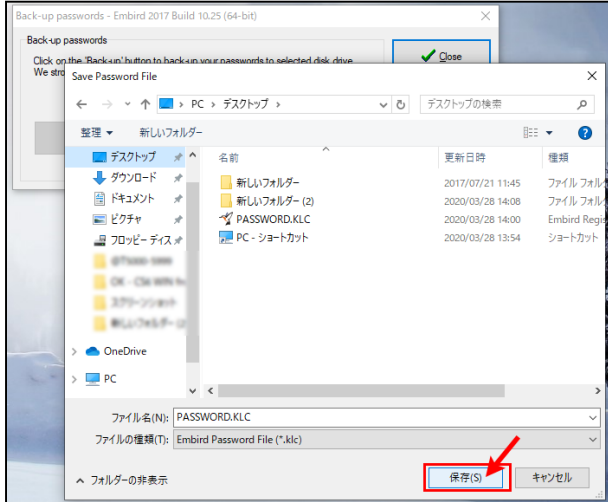 Back-up passwords - Embird 2017 Build 10.25 (64-bit)
Back-up passwords
Click on the 'Back-up' button to back-up your passwords to selected disk drive.
We stro
Close
Save Password File
PC › デスクトップ ›
デスクトップの検索
整理 新しいフォルダー
名前 更新日時 種類
デスクトップ
ダウンロード
ドキュメント
ピクチャ
フロッピー ディス
OneDrive
PC
新しいフォルダー 2017/07/21 11:45 ファイル フォル
新しいフォルダー (2) 2020/03/28 14:08 ファイル フォル
PASSWORD.KLC 2020/03/28 14:00 Embird Regis
PC - ショートカット 2020/03/28 13:54 ショートカット
ファイル名(N): PASSWORD.KLC
ファイルの種類(T): Embird Password File (*.klc)
フォルダーの非表示
保存(S)
キャンセル